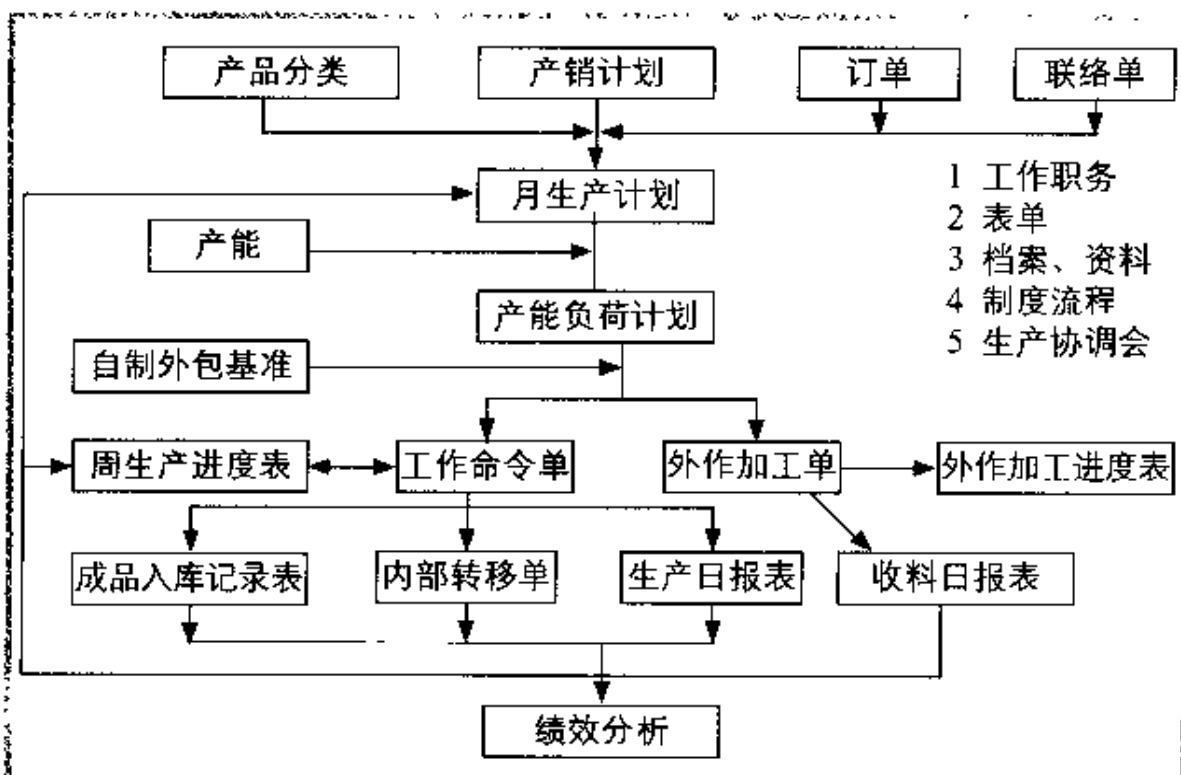 产品分类
产销计划
订单
联络单
月生产计划
1 工作职务
2 表单
3 档案、资料
4 制度流程
5 生产协调会
产能
产能负荷计划
自制外包基准
周生产进度表
工作命令单
外作加工单
外作加工进度表
成品入库记录表
内部转移单
生产日报表
收料日报表
绩效分析